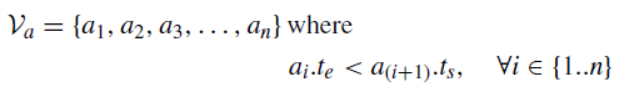 𝒱ₐ = {a₁, a₂, a₃, . . . , aₙ} where
aᵢ.tₑ < a₍ᵢ₊₁₎.tₛ, ∀i ∈ {1..n}